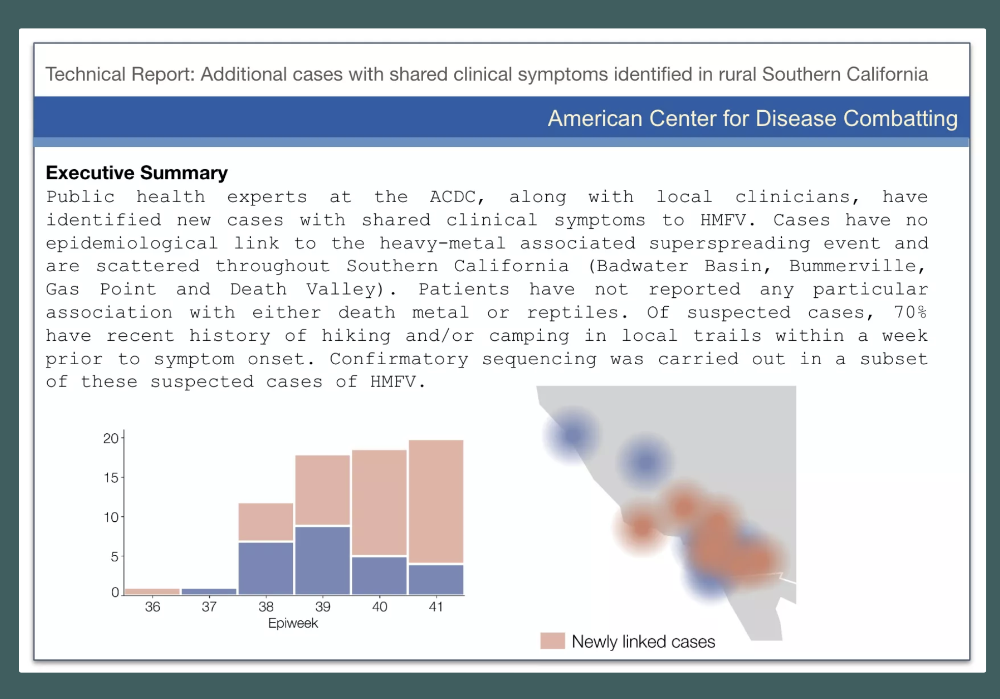 Technical Report: Additional cases with shared clinical symptoms identified in rural Southern California
American Center for Disease Combatting
Executive Summary
Public health experts at the ACDC, along with local clinicians, have
identified new cases with shared clinical symptoms to HMFV. Cases have no
epidemiological link to the heavy-metal associated superspreading event and
are scattered throughout Southern California (Badwater Basin, Bummerville,
Gas Point and Death Valley). Patients have not reported any particular
association with either death metal or reptiles. Of suspected cases, 70%
have recent history of hiking and/or camping in local trails within a week
prior to symptom onset. Confirmatory sequencing was carried out in a subset
of these suspected cases of HMFV.
20
15
10
5
0
36 37 38 39 40 41
Epiweek
Newly linked cases